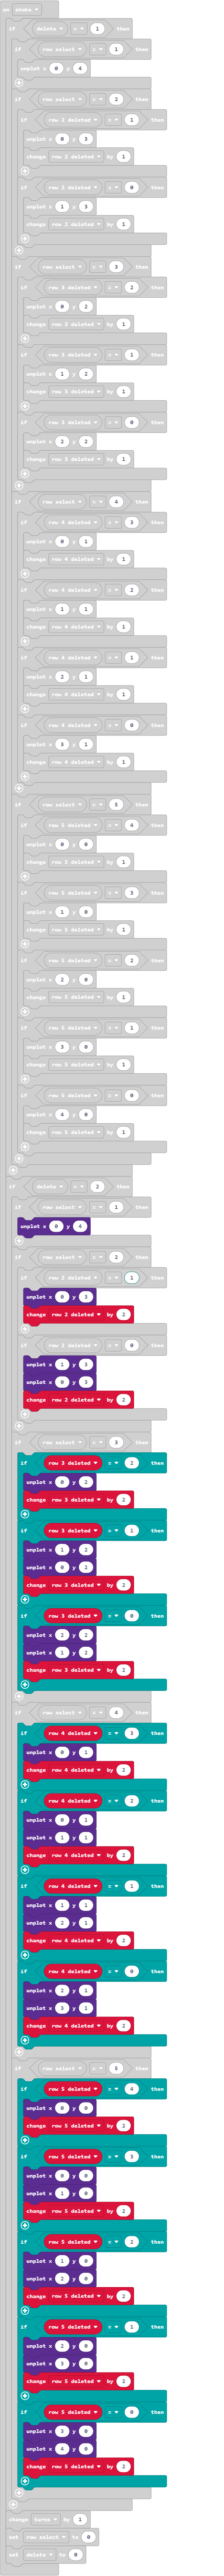 on shake
if delete = 1 then
if row select = 1 then
unplot x 0 y 4
if row select = 2 then
if row 2 deleted = 1 then
unplot x 0 y 3
change row 2 deleted by 1
if row 2 deleted = 0 then
unplot x 1 y 3
change row 2 deleted by 1
if row select = 3 then
if row 3 deleted = 2 then
unplot x 0 y 2
change row 3 deleted by 1
if row 3 deleted = 1 then
unplot x 1 y 2
change row 3 deleted by 1
if row 3 deleted = 0 then
unplot x 2 y 2
change row 3 deleted by 1
if row select = 4 then
if row 4 deleted = 3 then
unplot x 0 y 1
change row 4 deleted by 1
if row 4 deleted = 2 then
unplot x 1 y 1
change row 4 deleted by 1
if row 4 deleted = 1 then
unplot x 2 y 1
change row 4 deleted by 1
if row 4 deleted = 0 then
unplot x 3 y 1
change row 4 deleted by 1
if row select = 5 then
if row 5 deleted = 4 then
unplot x 0 y 0
change row 5 deleted by 1
if row 5 deleted = 3 then
unplot x 1 y 0
change row 5 deleted by 1
if row 5 deleted = 2 then
unplot x 2 y 0
change row 5 deleted by 1
if row 5 deleted = 1 then
unplot x 3 y 0
change row 5 deleted by 1
if row 5 deleted = 0 then
unplot x 4 y 0
change row 5 deleted by 1
if delete = 2 then
if row select = 1 then
unplot x 0 y 4
if row select = 2 then
if row 2 deleted = 1 then
unplot x 0 y 3
change row 2 deleted by 2
if row 2 deleted = 0 then
unplot x 1 y 3
unplot x 0 y 3
change row 2 deleted by 2
if row select = 3 then
if row 3 deleted = 2 then
unplot x 0 y 2
change row 3 deleted by 2
if row 3 deleted = 1 then
unplot x 1 y 2
unplot x 0 y 2
change row 3 deleted by 2
if row 3 deleted = 0 then
unplot x 2 y 2
unplot x 1 y 2
change row 3 deleted by 2
if row select = 4 then
if row 4 deleted = 3 then
unplot x 0 y 1
change row 4 deleted by 2
if row 4 deleted = 2 then
unplot x 0 y 1
unplot x 1 y 1
change row 4 deleted by 2
if row 4 deleted = 1 then
unplot x 1 y 1
unplot x 2 y 1
change row 4 deleted by 2
if row 4 deleted = 0 then
unplot x 2 y 1
unplot x 3 y 1
change row 4 deleted by 2
if row select = 5 then
if row 5 deleted = 4 then
unplot x 0 y 0
change row 5 deleted by 2
if row 5 deleted = 3 then
unplot x 0 y 0
unplot x 1 y 0
change row 5 deleted by 2
if row 5 deleted = 2 then
unplot x 1 y 0
unplot x 2 y 0
change row 5 deleted by 2
if row 5 deleted = 1 then
unplot x 2 y 0
unplot x 3 y 0
change row 5 deleted by 2
if row 5 deleted = 0 then
unplot x 3 y 0
unplot x 4 y 0
change row 5 deleted by 2
change turns by 1
set row select to 0
set delete to 0